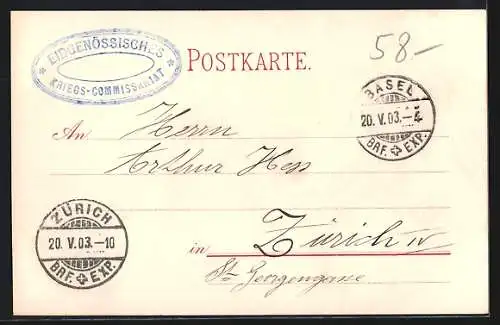 EIDGENÖSSISCHES
KRIEGS-COMMISSARIAT
POSTKARTE.
58.-
BASEL
20. V. 03.-4
BRF. EXP.
An Herrn
Arthur Hess
ZÜRICH
20. V. 03.-10
BRF. EXP.
in Zürich IV
St. Georgengasse